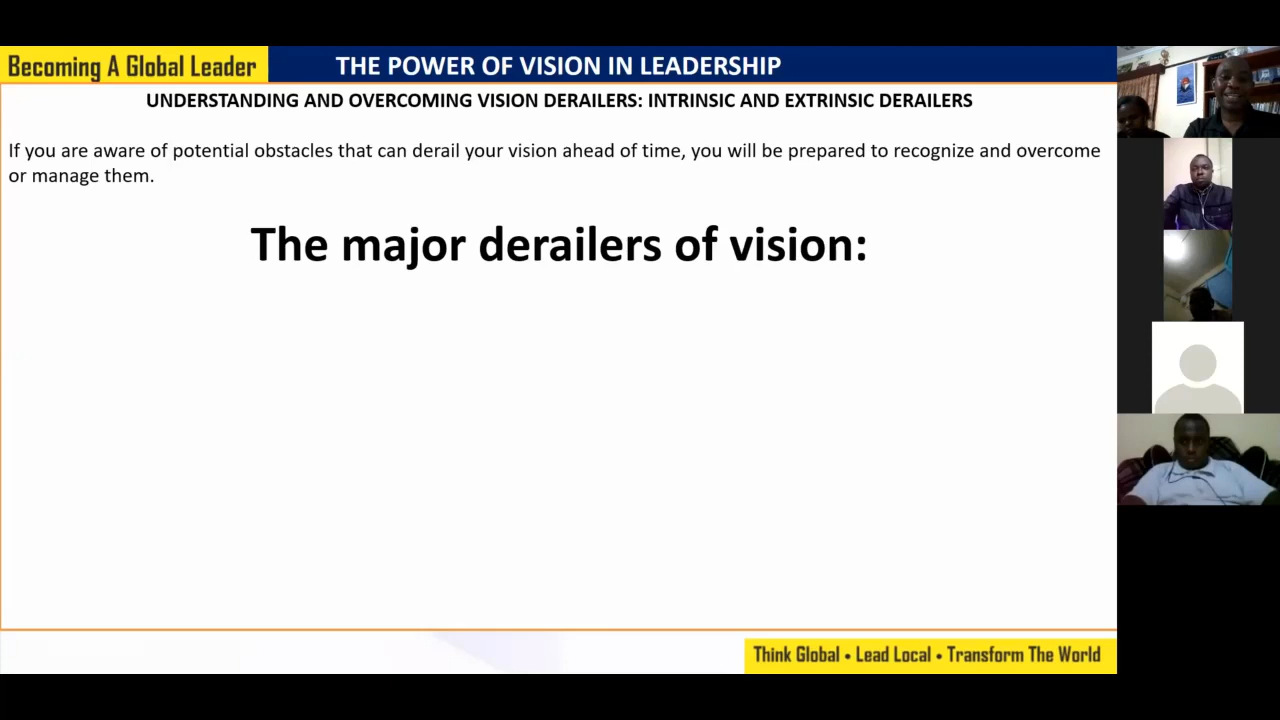 Becoming A Global Leader
THE POWER OF VISION IN LEADERSHIP
UNDERSTANDING AND OVERCOMING VISION DERAILERS: INTRINSIC AND EXTRINSIC DERAILERS
If you are aware of potential obstacles that can derail your vision ahead of time, you will be prepared to recognize and overcome
or manage them.
The major derailers of vision:
Think Global • Lead Local • Transform The World